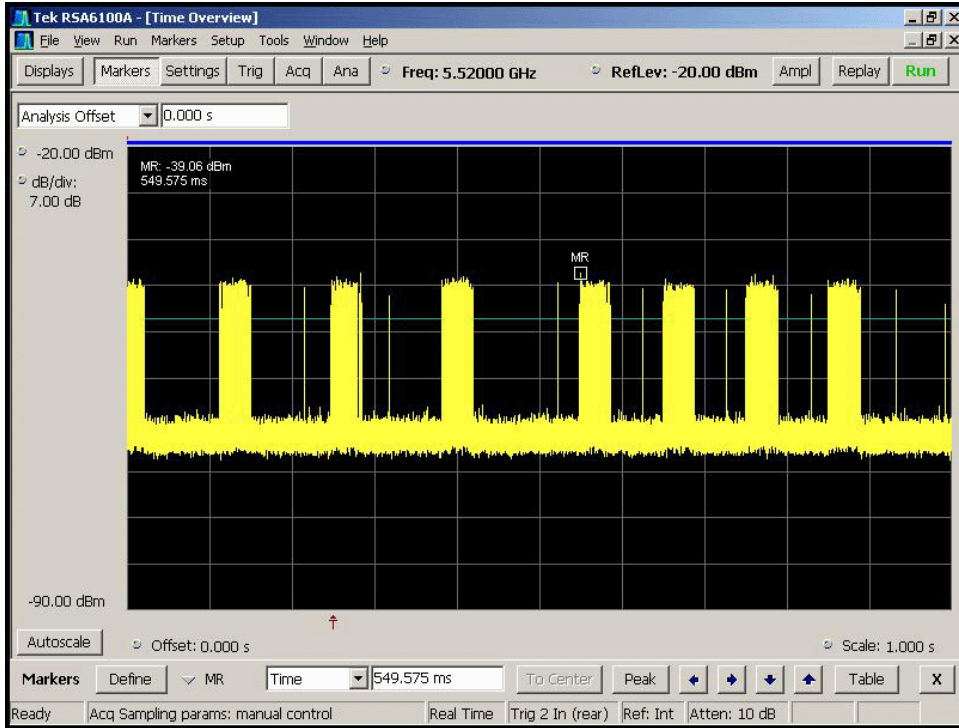 Tek RSA6100A - [Time Overview]
File View Run Markers Setup Tools Window Help
Displays Markers Settings Trig Acq Ana Freq: 5.52000 GHz RefLev: -20.00 dBm Ampl Replay Run
Analysis Offset 0.000 s
-20.00 dBm
dB/div:
7.00 dB
MR: -39.06 dBm
549.575 ms
MR
-90.00 dBm
Autoscale Offset: 0.000 s Scale: 1.000 s
Markers Define MR Time 549.575 ms To Center Peak Table X
Ready Acq Sampling params: manual control Real Time Trig 2 In (rear) Ref: Int Atten: 10 dB